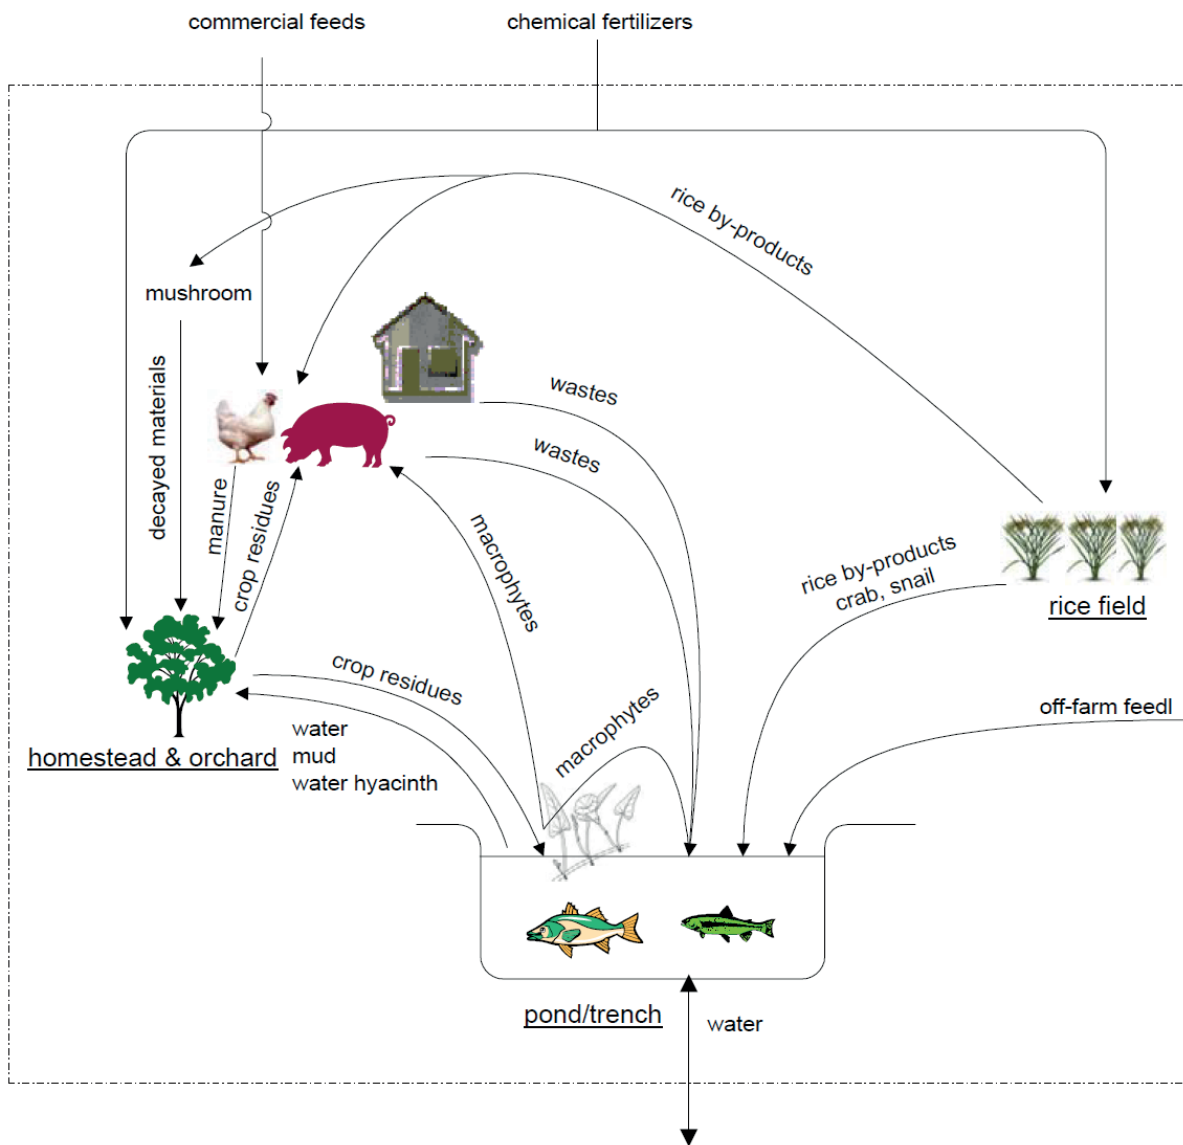 commercial feeds
chemical fertilizers
rice by-products
mushroom
decayed materials
wastes
wastes
manure
crop residues
macrophytes
rice by-products
crab, snail
rice field
crop residues
macrophytes
off-farm feedl
water
mud
water hyacinth
homestead & orchard
pond/trench
water